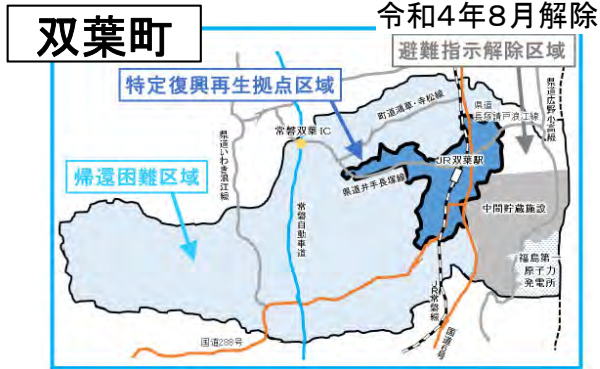 双葉町
令和4年8月解除
避難指示解除区域
特定復興再生拠点区域
町道鴻草・寺松線
県道
長塚請戸浪江線
県道広野小高線
常磐双葉IC
県道いわき浪江線
JR双葉駅
県道井手長塚線
帰還困難区域
中間貯蔵施設
常磐自動車道
福島第一
原子力
発電所
JR常磐線
国道6号
国道288号